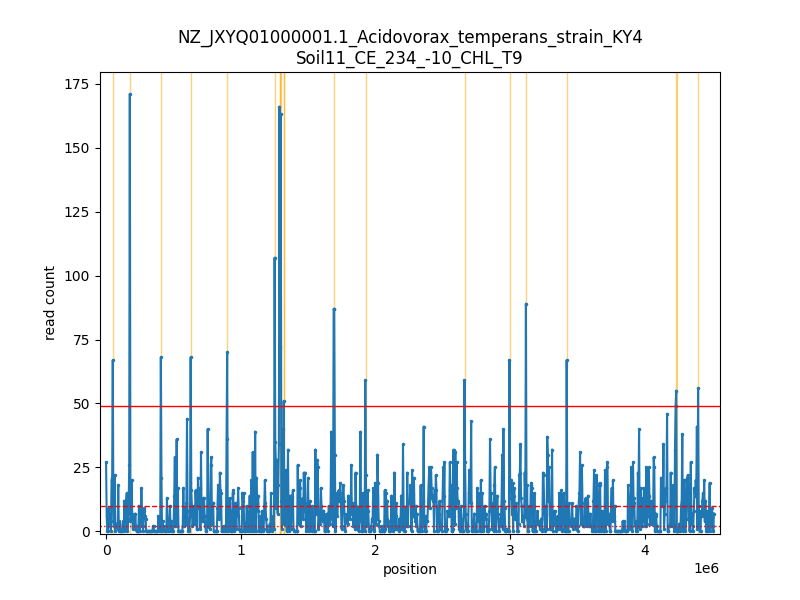 NZ_JXYQ01000001.1_Acidovorax_temperans_strain_KY4
Soil11_CE_234_-10_CHL_T9
175
150
125
100
75
50
25
0
read count
0
1
2
3
4
1e6
position